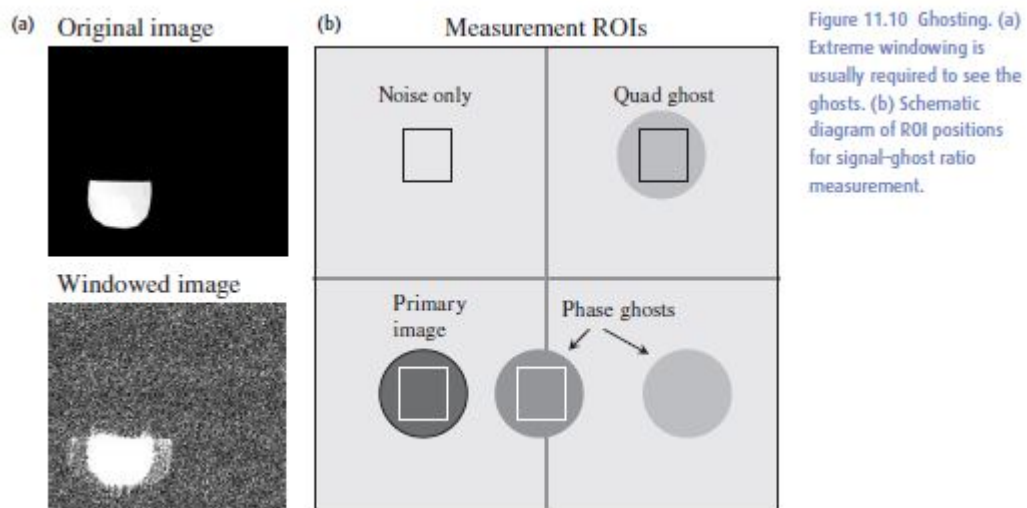 (a) Original image
Windowed image
(b) Measurement ROIs
Noise only
Quad ghost
Primary
image
Phase ghosts
Figure 11.10 Ghosting. (a)
Extreme windowing is
usually required to see the
ghosts. (b) Schematic
diagram of ROI positions
for signal–ghost ratio
measurement.